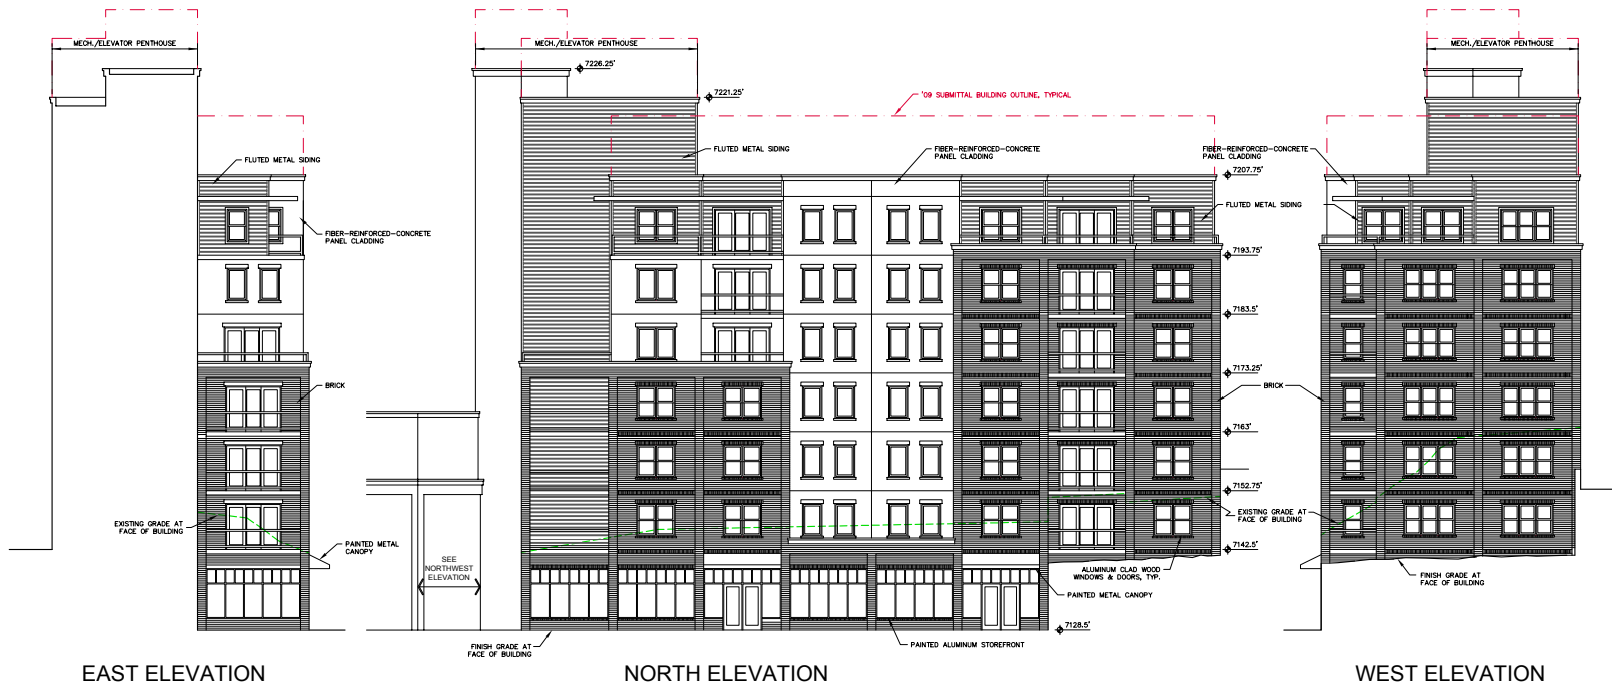 MECH./ELEVATOR PENTHOUSE
FLUTED METAL SIDING
FIBER-REINFORCED-CONCRETE
PANEL CLADDING
BRICK
EXISTING GRADE AT
FACE OF BUILDING
PAINTED METAL
CANOPY
EAST ELEVATION
MECH./ELEVATOR PENTHOUSE
7226.25'
7221.25'
'09 SUBMITTAL BUILDING OUTLINE, TYPICAL
FLUTED METAL SIDING
FIBER-REINFORCED-CONCRETE
PANEL CLADDING
7207.75'
FLUTED METAL SIDING
7193.75'
7183.5'
7173.25'
BRICK
7163'
7152.75'
EXISTING GRADE AT
FACE OF BUILDING
7142.5'
SEE
NORTHWEST
ELEVATION
ALUMINUM CLAD WOOD
WINDOWS & DOORS, TYP.
PAINTED METAL CANOPY
7128.5'
PAINTED ALUMINUM STOREFRONT
FINISH GRADE AT
FACE OF BUILDING
NORTH ELEVATION
MECH./ELEVATOR PENTHOUSE
FIBER-REINFORCED-CONCRETE
PANEL CLADDING
FINISH GRADE AT
FACE OF BUILDING
WEST ELEVATION